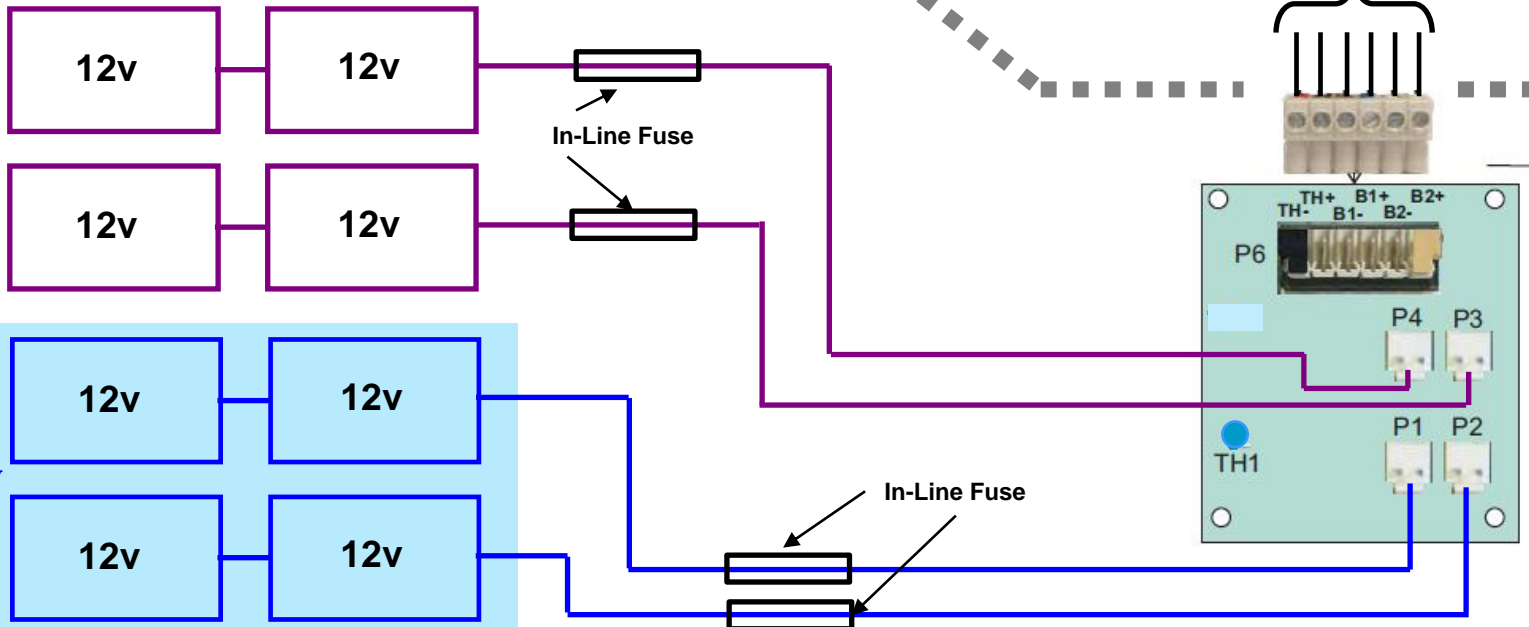 12v
12v
In-Line Fuse
12v
12v
TH+ B1+ B2+
TH- B1- B2-
P6
P4 P3
12v
12v
P1 P2
TH1
In-Line Fuse
12v
12v